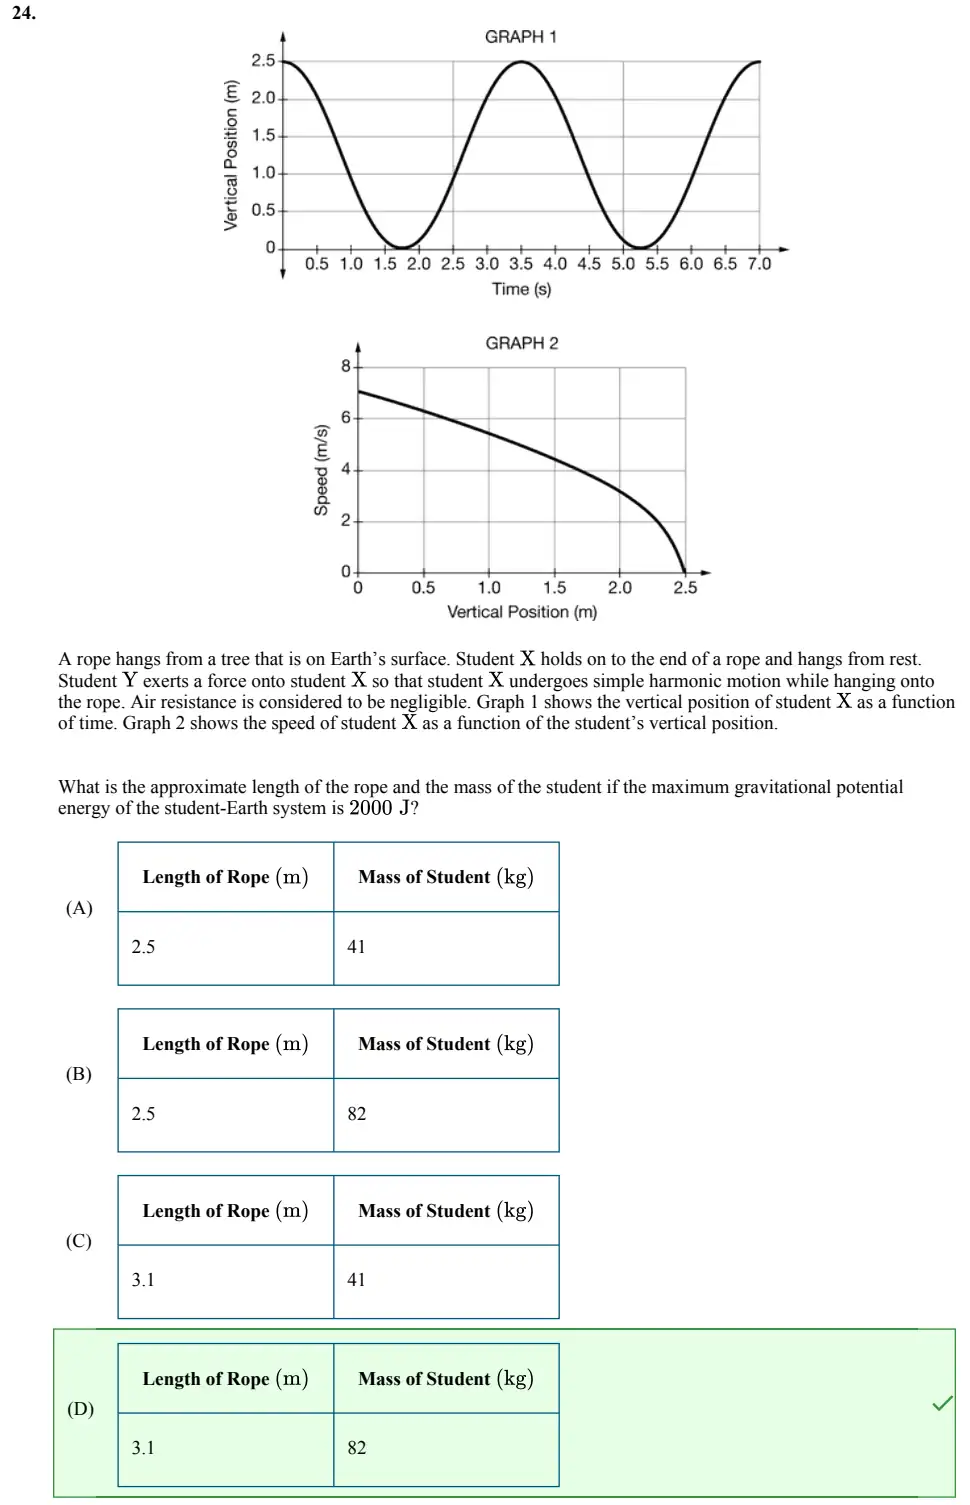 24.
GRAPH 1
Vertical Position (m)
2.5
2.0
1.5
1.0
0.5
0
0.5 1.0 1.5 2.0 2.5 3.0 3.5 4.0 4.5 5.0 5.5 6.0 6.5 7.0
Time (s)
GRAPH 2
Speed (m/s)
8
6
4
2
0
0 0.5 1.0 1.5 2.0 2.5
Vertical Position (m)
A rope hangs from a tree that is on Earth’s surface. Student X holds on to the end of a rope and hangs from rest.
Student Y exerts a force onto student X so that student X undergoes simple harmonic motion while hanging onto
the rope. Air resistance is considered to be negligible. Graph 1 shows the vertical position of student X as a function
of time. Graph 2 shows the speed of student X as a function of the student’s vertical position.
What is the approximate length of the rope and the mass of the student if the maximum gravitational potential
energy of the student-Earth system is 2000 J?
(A)
Length of Rope (m) Mass of Student (kg)
2.5 41
(B)
Length of Rope (m) Mass of Student (kg)
2.5 82
(C)
Length of Rope (m) Mass of Student (kg)
3.1 41
(D)
Length of Rope (m) Mass of Student (kg)
3.1 82